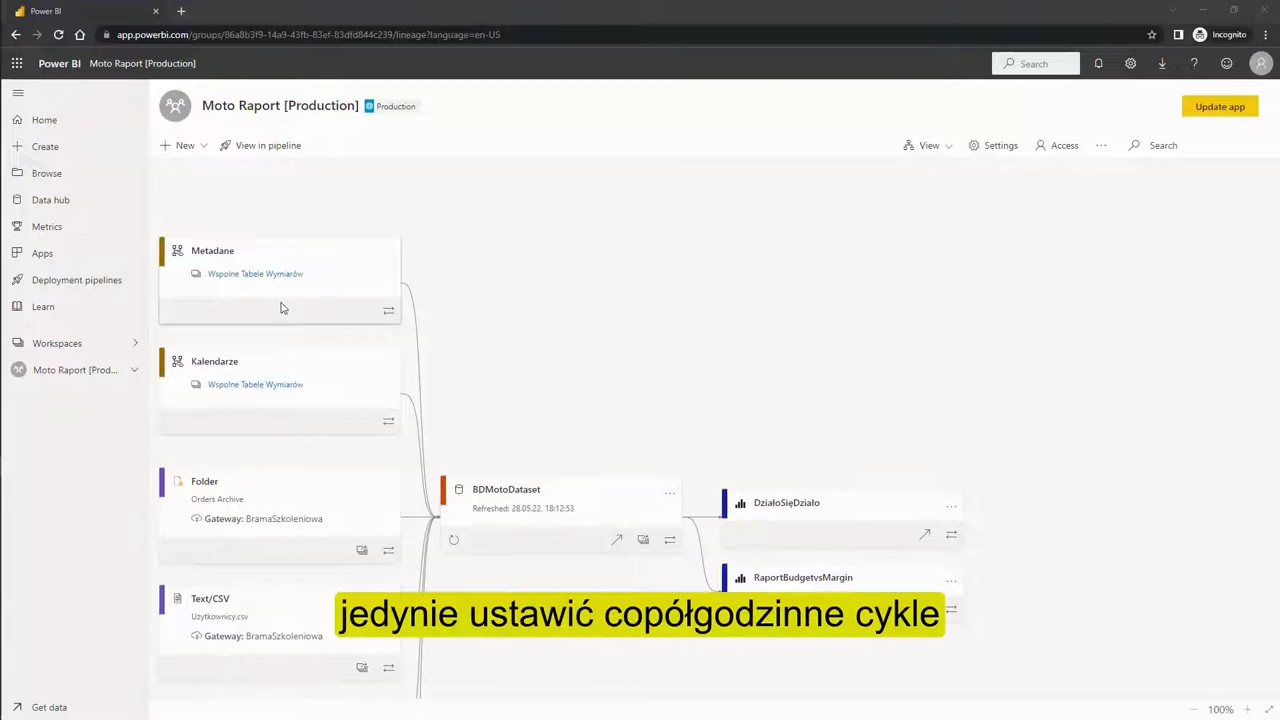 Power BI
app.powerbi.com/groups/86a8b3f9-14a9-43fb-83ef-83dfd844c239/lineage?language=en-US
Incognito
Power BI
Moto Raport [Production]
Search
Home
Create
Browse
Data hub
Metrics
Apps
Deployment pipelines
Learn
Workspaces
Moto Raport [Prod...
Get data
Moto Raport [Production]
Production
Update app
New
View in pipeline
View
Settings
Access
Search
Metadane
Wspolne Tabele Wymiarów
Kalendarze
Wspolne Tabele Wymiarów
Folder
Orders Archive
Gateway: BramaSzkoleniowa
Text/CSV
Użytkownicy.csv
Gateway: BramaSzkoleniowa
BDMotoDataset
Refreshed: 28.05.22, 18:12:53
DziałoSięDziało
RaportBudgetvsMargin
jedynie ustawić copółgodzinne cykle
100%